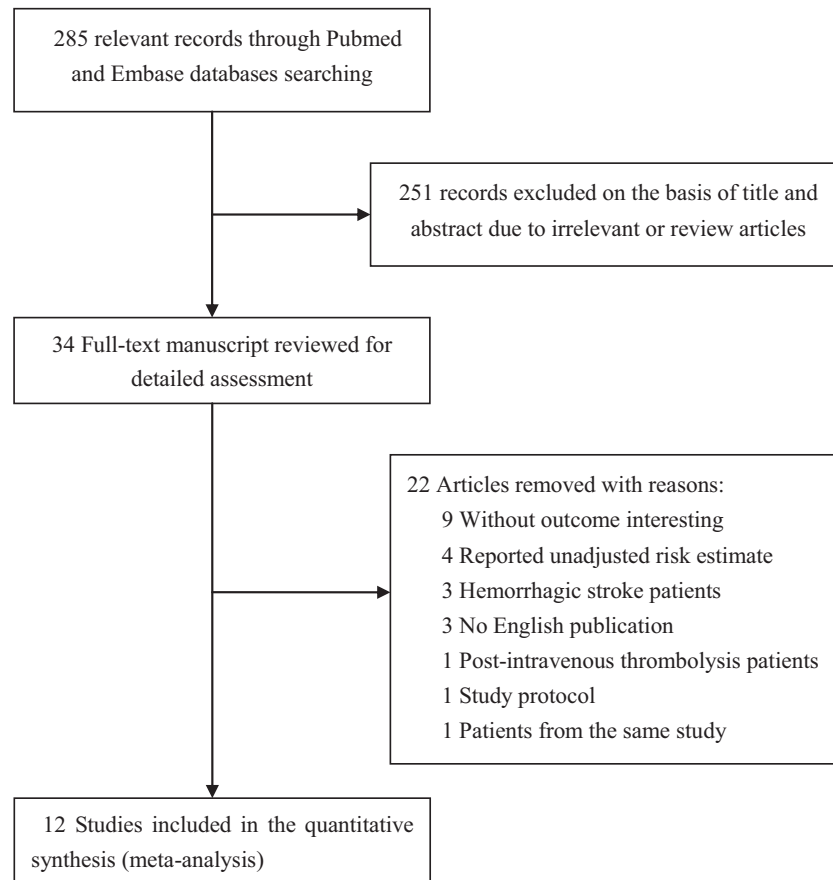 285 relevant records through Pubmed
and Embase databases searching
251 records excluded on the basis of title and
abstract due to irrelevant or review articles
34 Full-text manuscript reviewed for
detailed assessment
22 Articles removed with reasons:
9 Without outcome interesting
4 Reported unadjusted risk estimate
3 Hemorrhagic stroke patients
3 No English publication
1 Post-intravenous thrombolysis patients
1 Study protocol
1 Patients from the same study
12 Studies included in the quantitative
synthesis (meta-analysis)